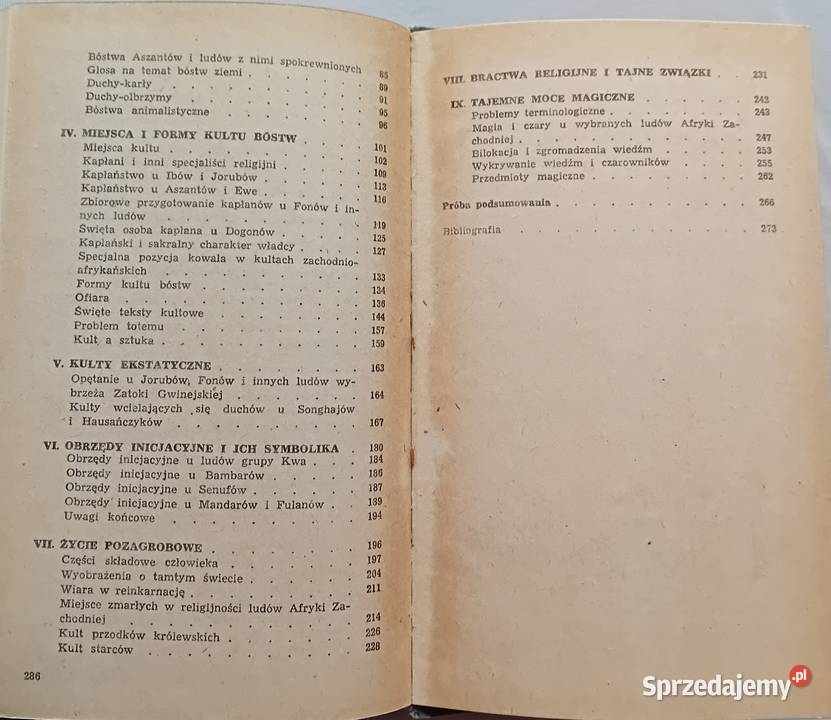 Bóstwa Aszantów i ludów z nimi spokrewnionych 85
Glosa na temat bóstw ziemi . . . . . . 89
Duchy-karły . . . . . . . . . 91
Duchy-olbrzymy . . . . . . . . 95
Bóstwa animalistyczne . . . . . . . 96
IV. MIEJSCA I FORMY KULTU BÓSTW . . . 101
Miejsca kultu . . . . . . . . . 102
Kapłani i inni specjaliści religijni . . . . 109
Kapłaństwo u Ibów i Jorubów . . . . . 113
Kapłaństwo u Aszantów i Ewe . . . . . 116
Zbiorowe przygotowanie kapłanów u Fonów i in-
nych ludów . . . . . . . . . 119
Święta osoba kapłana u Dogonów . . . . 125
Kapłański i sakralny charakter władcy . . . 127
Specjalna pozycja kowala w kultach zachodnio-
afrykańskich . . . . . . . . . 133
Formy kultu bóstw . . . . . . . . 134
Ofiara . . . . . . . . . . . 136
Święte teksty kultowe . . . . . . . 144
Problem totemu . . . . . . . . 157
Kult a sztuka . . . . . . . . . 159
V. KULTY EKSTATYCZNE . . . . . . . 163
Opętanie u Jorubów, Fonów i innych ludów wy-
brzeża Zatoki Gwinejskiej . . . . . . 164
Kulty wcielających się duchów u Songhajów
i Hausańczyków . . . . . . . . 167
VI. OBRZĘDY INICJACYJNE I ICH SYMBOLIKA . 180
Obrzędy inicjacyjne u ludów grupy Kwa . . . 184
Obrzędy inicjacyjne u Bambarów . . . . 186
Obrzędy inicjacyjne u Senufów . . . . . 187
Obrzędy inicjacyjne u Mandarów i Fulanów . . 189
Uwagi końcowe . . . . . . . . 194
VII. ŻYCIE POZAGROBOWE . . . . . . . 196
Części składowe człowieka . . . . . . 197
Wyobrażenia o tamtym świecie . . . . . 204
Wiara w reinkarnację . . . . . . . 211
Miejsce zmarłych w religijności ludów Afryki Za-
chodniej . . . . . . . . . . 214
Kult przodków królewskich . . . . . . 226
Kult starców . . . . . . . . . 228
286
VIII. BRACTWA RELIGIJNE I TAJNE ZWIĄZKI . . 231
IX. TAJEMNE MOCE MAGICZNE . . . . . 242
Problemy terminologiczne . . . . . . 243
Magia i czary u wybranych ludów Afryki Za-
chodniej . . . . . . . . . . 247
Bilokacja i zgromadzenia wiedźm . . . . 253
Wykrywanie wiedźm i czarowników . . . . 255
Przedmioty magiczne . . . . . . . 262
Próba podsumowania . . . . . . . . 266
Bibliografia . . . . . . . . . . 273
Sprzedajemy.pl